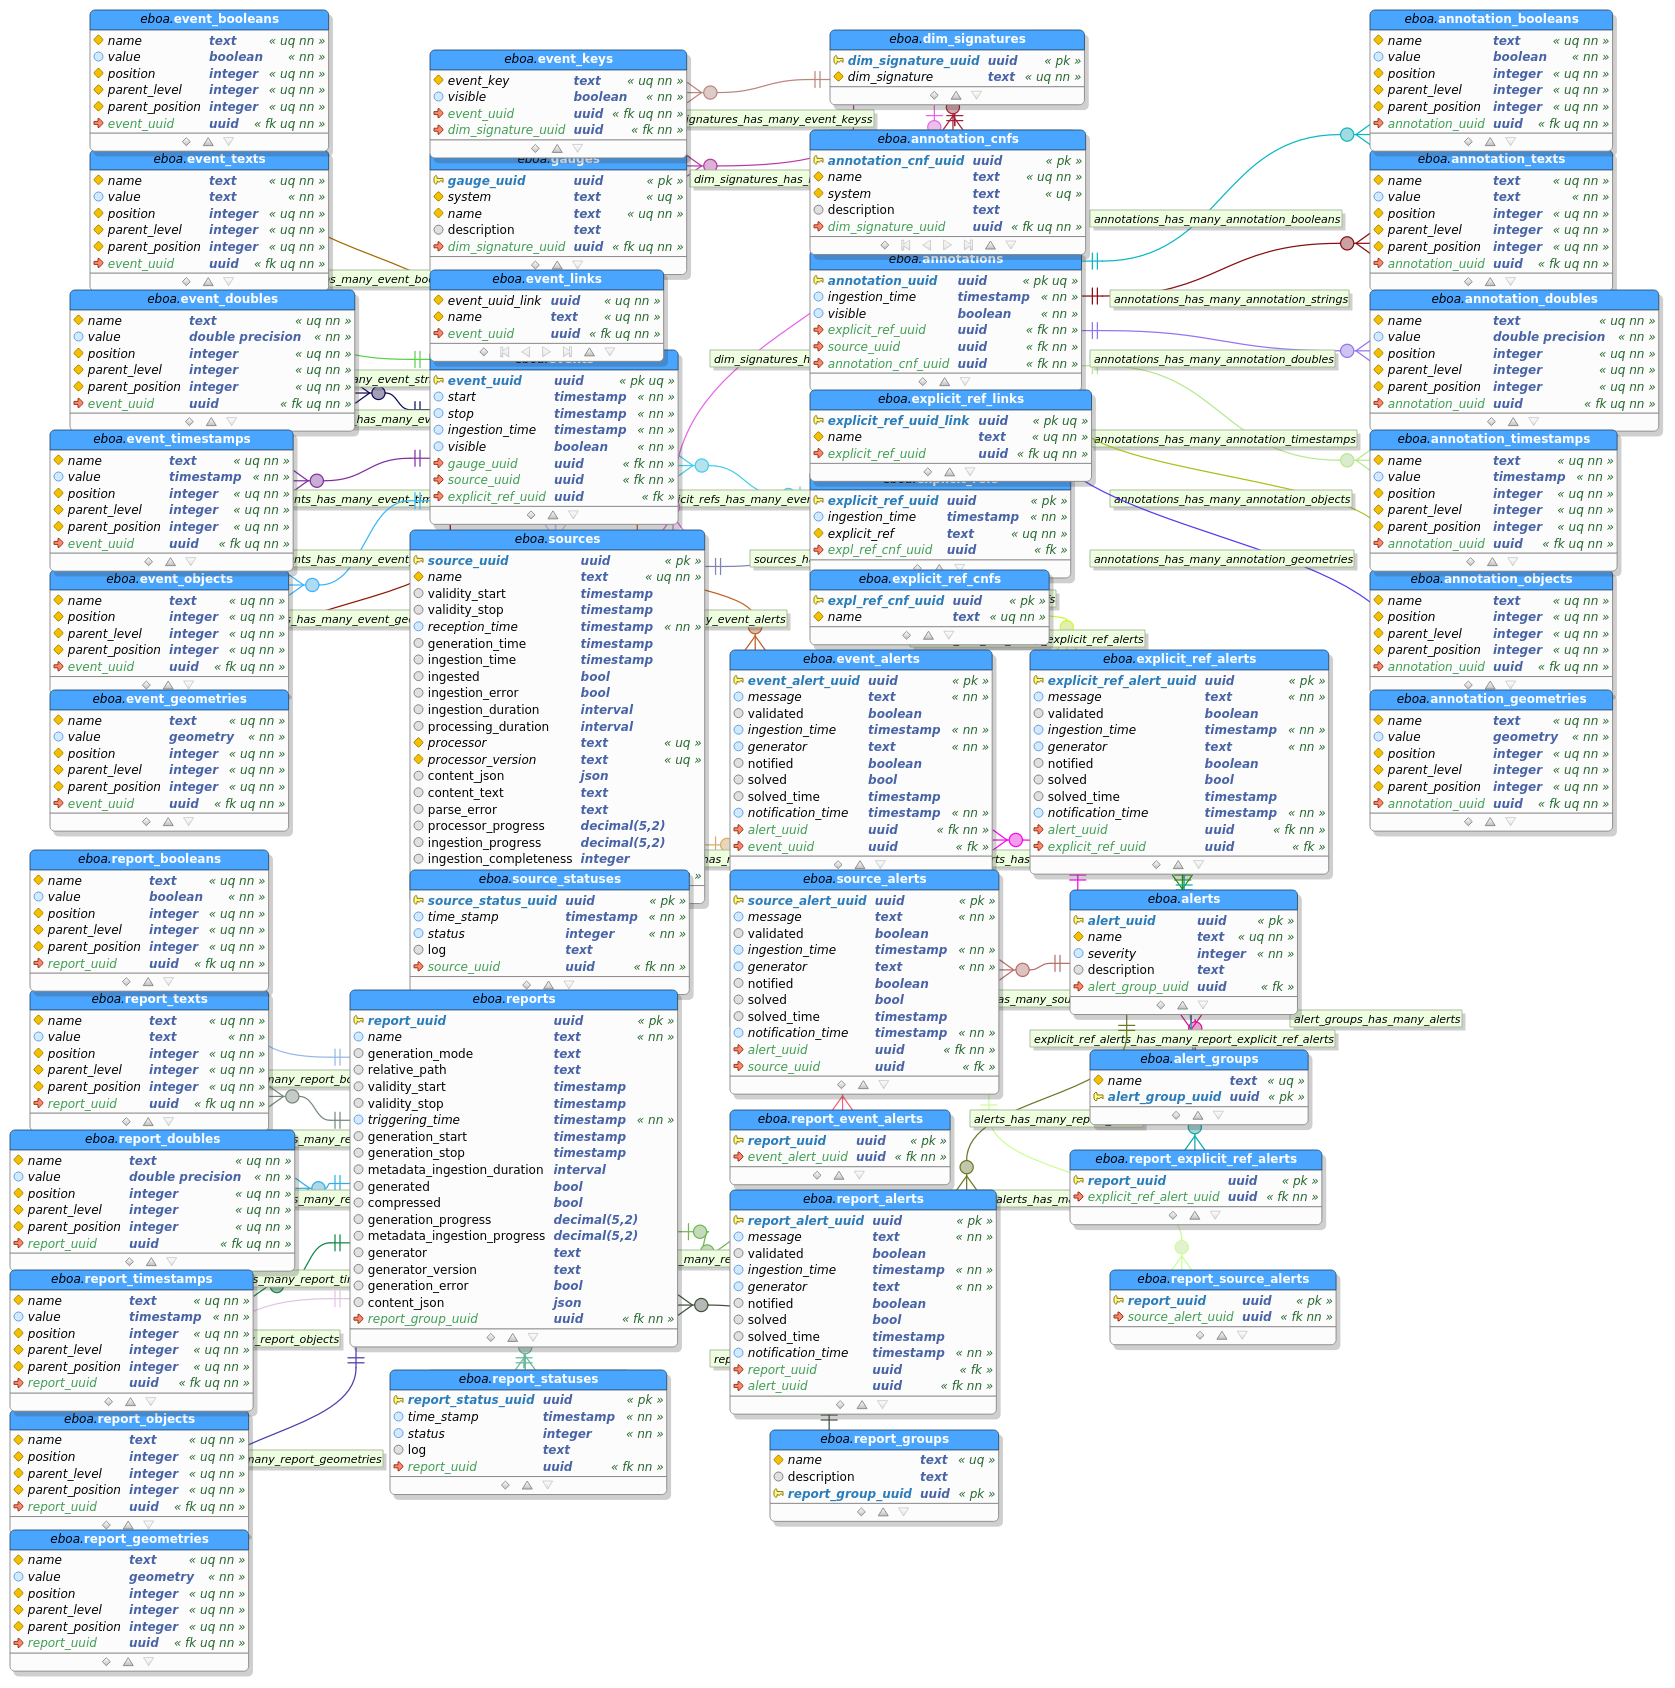 eboa.event_booleans
name text « uq nn »
value boolean « nn »
position integer « uq nn »
parent_level integer « uq nn »
parent_position integer « uq nn »
event_uuid uuid « fk uq nn »
eboa.event_texts
name text « uq nn »
value text « nn »
position integer « uq nn »
parent_level integer « uq nn »
parent_position integer « uq nn »
event_uuid uuid « fk uq nn »
eboa.event_doubles
name text « uq nn »
value double precision « nn »
position integer « uq nn »
parent_level integer « uq nn »
parent_position integer « uq nn »
event_uuid uuid « fk uq nn »
eboa.event_timestamps
name text « uq nn »
value timestamp « nn »
position integer « uq nn »
parent_level integer « uq nn »
parent_position integer « uq nn »
event_uuid uuid « fk uq nn »
eboa.event_objects
name text « uq nn »
position integer « uq nn »
parent_level integer « uq nn »
parent_position integer « uq nn »
event_uuid uuid « fk uq nn »
eboa.event_geometries
name text « uq nn »
value geometry « nn »
position integer « uq nn »
parent_level integer « uq nn »
parent_position integer « uq nn »
event_uuid uuid « fk uq nn »
eboa.report_booleans
name text « uq nn »
value boolean « nn »
position integer « uq nn »
parent_level integer « uq nn »
parent_position integer « uq nn »
report_uuid uuid « fk uq nn »
eboa.report_texts
name text « uq nn »
value text « nn »
position integer « uq nn »
parent_level integer « uq nn »
parent_position integer « uq nn »
report_uuid uuid « fk uq nn »
eboa.report_doubles
name text « uq nn »
value double precision « nn »
position integer « uq nn »
parent_level integer « uq nn »
parent_position integer « uq nn »
report_uuid uuid « fk uq nn »
eboa.report_timestamps
name text « uq nn »
value timestamp « nn »
position integer « uq nn »
parent_level integer « uq nn »
parent_position integer « uq nn »
report_uuid uuid « fk uq nn »
eboa.report_objects
name text « uq nn »
position integer « uq nn »
parent_level integer « uq nn »
parent_position integer « uq nn »
report_uuid uuid « fk uq nn »
eboa.report_geometries
name text « uq nn »
value geometry « nn »
position integer « uq nn »
parent_level integer « uq nn »
parent_position integer « uq nn »
report_uuid uuid « fk uq nn »
eboa.event_keys
event_key text « uq nn »
visible boolean « nn »
event_uuid uuid « fk uq nn »
dim_signature_uuid uuid « fk nn »
eboa.gauges
gauge_uuid uuid « pk »
system text « uq »
name text « uq nn »
description text
dim_signature_uuid uuid « fk uq nn »
eboa.event_links
event_uuid_link uuid « uq nn »
name text « uq nn »
event_uuid uuid « fk uq nn »
event_uuid uuid « pk uq »
start timestamp « nn »
stop timestamp « nn »
ingestion_time timestamp « nn »
visible boolean « nn »
gauge_uuid uuid « fk nn »
source_uuid uuid « fk nn »
explicit_ref_uuid uuid « fk »
eboa.sources
source_uuid uuid « pk »
name text « uq nn »
validity_start timestamp
validity_stop timestamp
reception_time timestamp « nn »
generation_time timestamp
ingestion_time timestamp
ingested bool
ingestion_error bool
ingestion_duration interval
processing_duration interval
processor text « uq »
processor_version text « uq »
content_json json
content_text text
parse_error text
processor_progress decimal(5,2)
ingestion_progress decimal(5,2)
ingestion_completeness integer
»
eboa.source_statuses
source_status_uuid uuid « pk »
time_stamp timestamp « nn »
status integer « nn »
log text
source_uuid uuid « fk nn »
eboa.reports
report_uuid uuid « pk »
name text « nn »
generation_mode text
relative_path text
validity_start timestamp
validity_stop timestamp
triggering_time timestamp « nn »
generation_start timestamp
generation_stop timestamp
metadata_ingestion_duration interval
generated bool
compressed bool
generation_progress decimal(5,2)
metadata_ingestion_progress decimal(5,2)
generator text
generator_version text
generation_error bool
content_json json
report_group_uuid uuid « fk nn »
eboa.report_statuses
report_status_uuid uuid « pk »
time_stamp timestamp « nn »
status integer « nn »
log text
report_uuid uuid « fk nn »
eboa.dim_signatures
dim_signature_uuid uuid « pk »
dim_signature text « uq nn »
eboa.annotation_cnfs
annotation_cnf_uuid uuid « pk »
name text « uq nn »
system text « uq »
description text
dim_signature_uuid uuid « fk uq nn »
eboa.annotations
annotation_uuid uuid « pk uq »
ingestion_time timestamp « nn »
visible boolean « nn »
explicit_ref_uuid uuid « fk nn »
source_uuid uuid « fk nn »
annotation_cnf_uuid uuid « fk nn »
eboa.explicit_ref_links
explicit_ref_uuid_link uuid « pk uq »
name text « uq nn »
explicit_ref_uuid uuid « fk uq nn »
explicit_ref_uuid uuid « pk »
ingestion_time timestamp « nn »
explicit_ref text « uq nn »
expl_ref_cnf_uuid uuid « fk »
eboa.explicit_ref_cnfs
expl_ref_cnf_uuid uuid « pk »
name text « uq nn »
eboa.event_alerts
event_alert_uuid uuid « pk »
message text « nn »
validated boolean
ingestion_time timestamp « nn »
generator text « nn »
notified boolean
solved bool
solved_time timestamp
notification_time timestamp « nn »
alert_uuid uuid « fk nn »
event_uuid uuid « fk »
eboa.source_alerts
source_alert_uuid uuid « pk »
message text « nn »
validated boolean
ingestion_time timestamp « nn »
generator text « nn »
notified boolean
solved bool
solved_time timestamp
notification_time timestamp « nn »
alert_uuid uuid « fk nn »
source_uuid uuid « fk »
eboa.report_event_alerts
report_uuid uuid « pk »
event_alert_uuid uuid « fk nn »
eboa.report_alerts
report_alert_uuid uuid « pk »
message text « nn »
validated boolean
ingestion_time timestamp « nn »
generator text « nn »
notified boolean
solved bool
solved_time timestamp
notification_time timestamp « nn »
report_uuid uuid « fk »
alert_uuid uuid « fk nn »
eboa.report_groups
name text « uq »
description text
report_group_uuid uuid « pk »
eboa.explicit_ref_alerts
explicit_ref_alert_uuid uuid « pk »
message text « nn »
validated boolean
ingestion_time timestamp « nn »
generator text « nn »
notified boolean
solved bool
solved_time timestamp
notification_time timestamp « nn »
alert_uuid uuid « fk nn »
explicit_ref_uuid uuid « fk »
eboa.alerts
alert_uuid uuid « pk »
name text « uq nn »
severity integer « nn »
description text
alert_group_uuid uuid « fk »
eboa.alert_groups
name text « uq »
alert_group_uuid uuid « pk »
eboa.report_explicit_ref_alerts
report_uuid uuid « pk »
explicit_ref_alert_uuid uuid « fk nn »
eboa.report_source_alerts
report_uuid uuid « pk »
source_alert_uuid uuid « fk nn »
eboa.annotation_booleans
name text « uq nn »
value boolean « nn »
position integer « uq nn »
parent_level integer « uq nn »
parent_position integer « uq nn »
annotation_uuid uuid « fk uq nn »
eboa.annotation_texts
name text « uq nn »
value text « nn »
position integer « uq nn »
parent_level integer « uq nn »
parent_position integer « uq nn »
annotation_uuid uuid « fk uq nn »
eboa.annotation_doubles
name text « uq nn »
value double precision « nn »
position integer « uq nn »
parent_level integer « uq nn »
parent_position integer « uq nn »
annotation_uuid uuid « fk uq nn »
eboa.annotation_timestamps
name text « uq nn »
value timestamp « nn »
position integer « uq nn »
parent_level integer « uq nn »
parent_position integer « uq nn »
annotation_uuid uuid « fk uq nn »
eboa.annotation_objects
name text « uq nn »
position integer « uq nn »
parent_level integer « uq nn »
parent_position integer « uq nn »
annotation_uuid uuid « fk uq nn »
eboa.annotation_geometries
name text « uq nn »
value geometry « nn »
position integer « uq nn »
parent_level integer « uq nn »
parent_position integer « uq nn »
annotation_uuid uuid « fk uq nn »
annotations_has_many_annotation_booleans
annotations_has_many_annotation_strings
annotations_has_many_annotation_doubles
annotations_has_many_annotation_timestamps
annotations_has_many_annotation_objects
annotations_has_many_annotation_geometries
alert_groups_has_many_alerts
explicit_ref_alerts_has_many_report_explicit_ref_alerts
gnatures_has_many_event_keyss
dim_signatures_has_
dim_signatures_h
sources_h
y_event_alerts
explicit_ref_alerts
alerts_has_many_rep
alerts_has_m
_report_objects
many_report_geometries